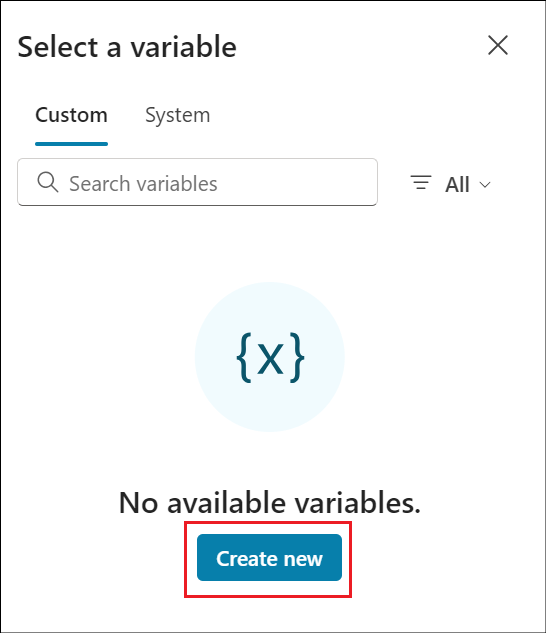 Select a variable
Custom System
Search variables All
{x}
No available variables.
Create new